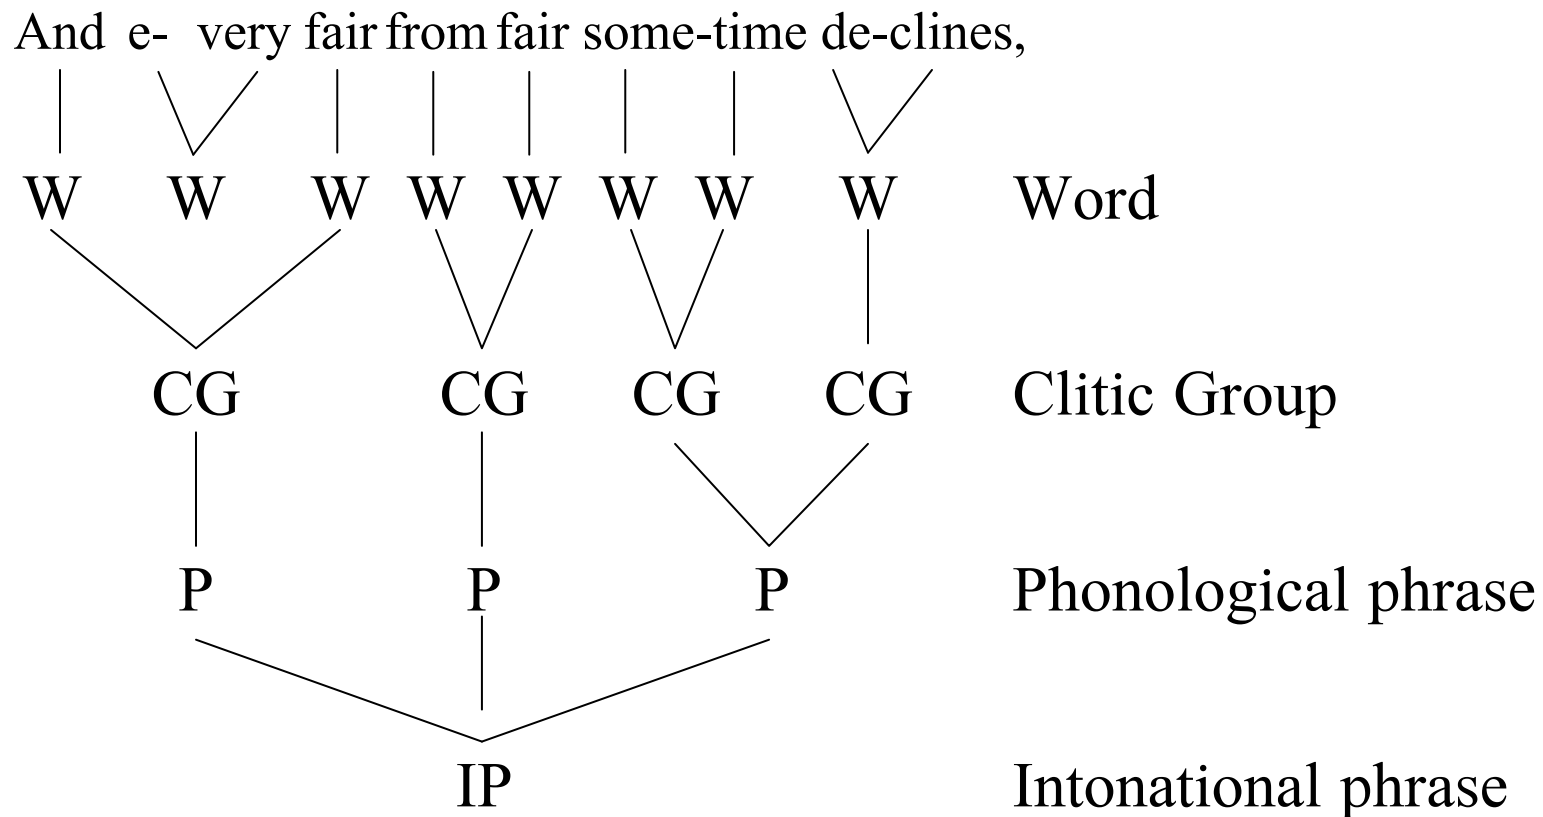 And e- very fair from fair some-time de-clines,
W W W W W W W W Word
CG CG CG CG Clitic Group
P P P Phonological phrase
IP Intonational phrase